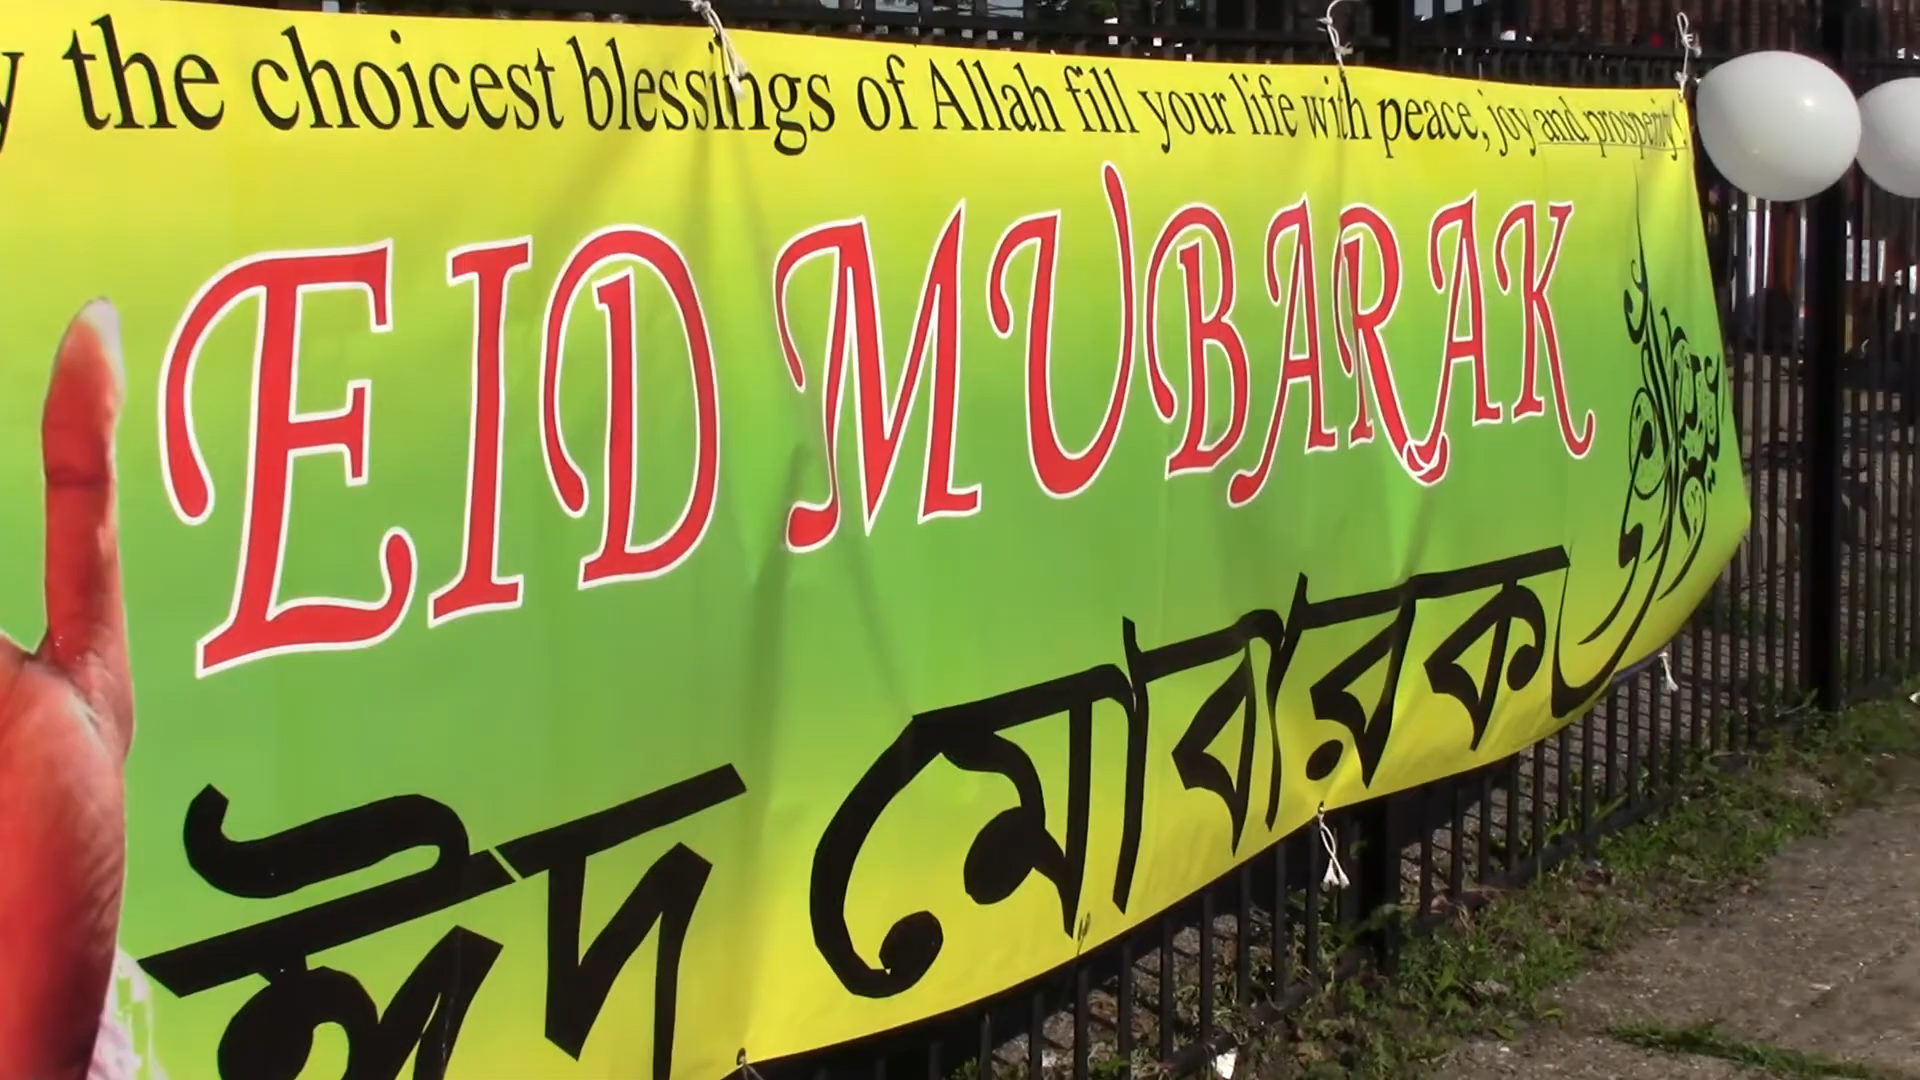 the choicest blessings of Allah fill your life with peace, joy and prosperity!
EID MUBARAK
ঈদ মোবারক